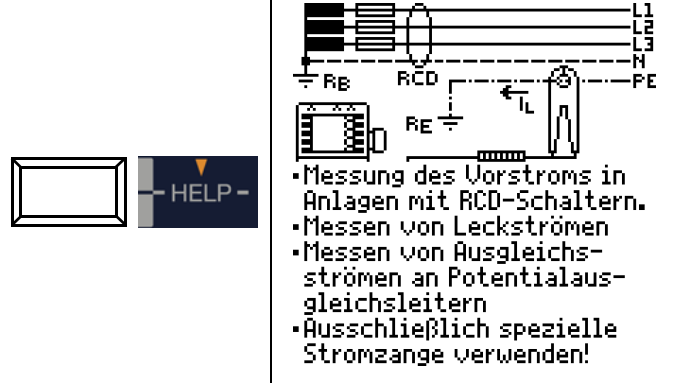 HELP
L1
L2
L3
N
RB RCD PE
IL
RE
▪Messung des Vorstroms in
Anlagen mit RCD-Schaltern.
▪Messen von Leckströmen
▪Messen von Ausgleichs-
strömen an Potentialaus-
gleichsleitern
▪Ausschließlich spezielle
Stromzange verwenden!